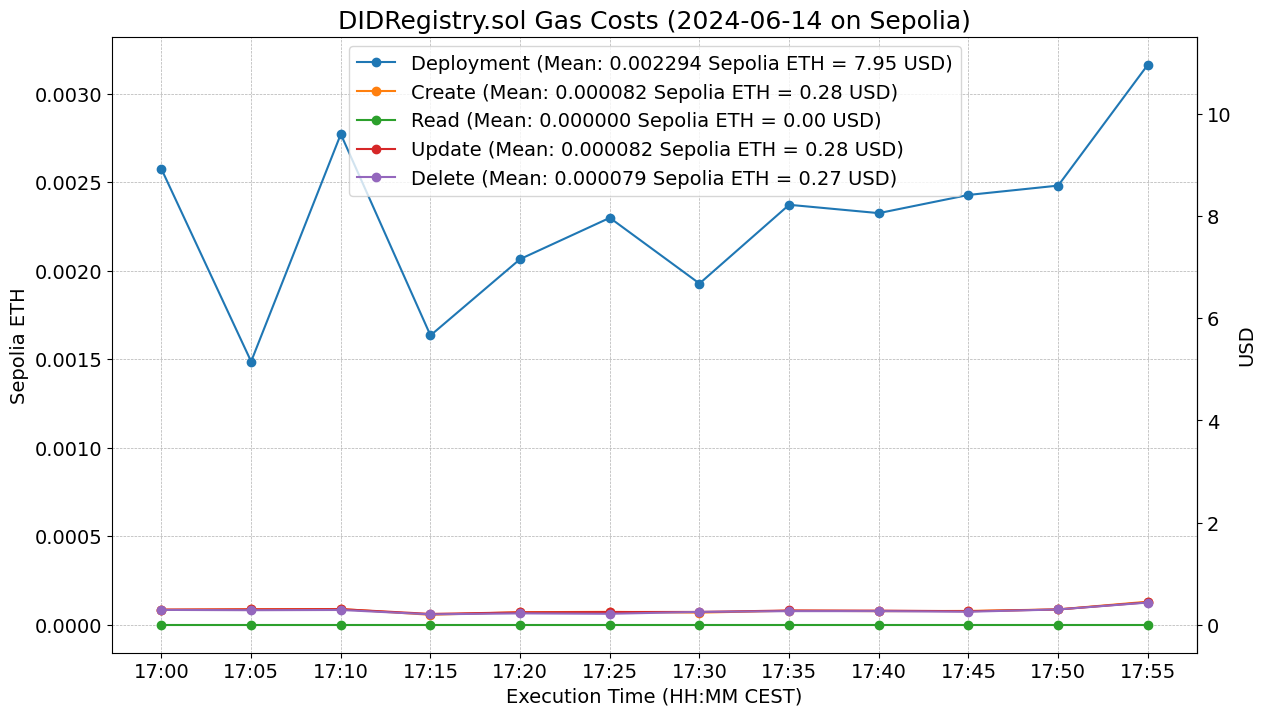 DIDRegistry.sol Gas Costs (2024-06-14 on Sepolia)
Deployment (Mean: 0.002294 Sepolia ETH = 7.95 USD)
Create (Mean: 0.000082 Sepolia ETH = 0.28 USD)
Read (Mean: 0.000000 Sepolia ETH = 0.00 USD)
Update (Mean: 0.000082 Sepolia ETH = 0.28 USD)
Delete (Mean: 0.000079 Sepolia ETH = 0.27 USD)
Sepolia ETH
0.0030
0.0025
0.0020
0.0015
0.0010
0.0005
0.0000
10
8
6
4
2
0
USD
17:00 17:05 17:10 17:15 17:20 17:25 17:30 17:35 17:40 17:45 17:50 17:55
Execution Time (HH:MM CEST)